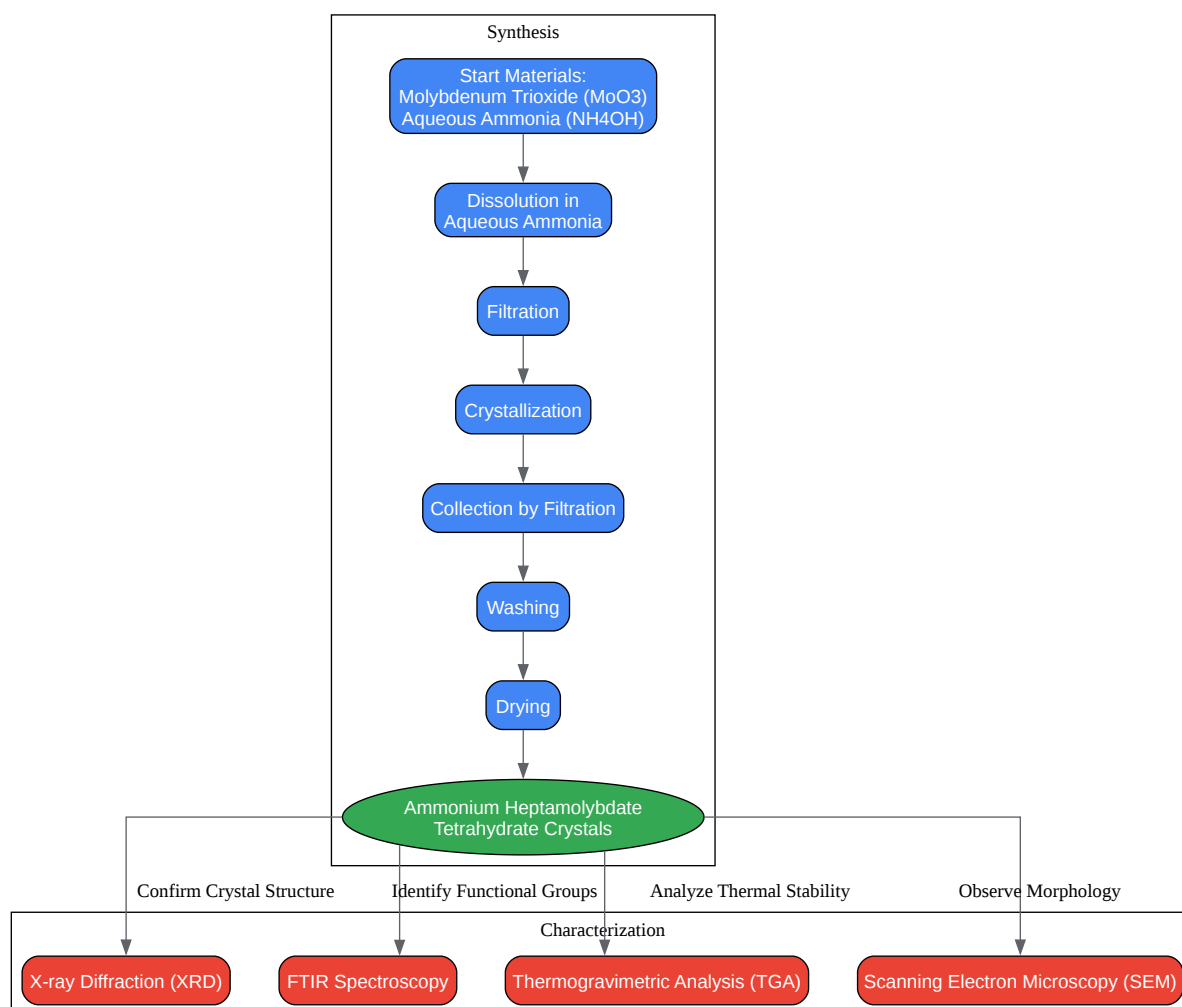 Synthesis
Start Materials:
Molybdenum Trioxide (MoO3)
Aqueous Ammonia (NH4OH)
Dissolution in
Aqueous Ammonia
Filtration
Crystallization
Collection by Filtration
Washing
Drying
Ammonium Heptamolybdate
Tetrahydrate Crystals
Confirm Crystal Structure
Identify Functional Groups
Analyze Thermal Stability
Observe Morphology
Characterization
X-ray Diffraction (XRD)
FTIR Spectroscopy
Thermogravimetric Analysis (TGA)
Scanning Electron Microscopy (SEM)